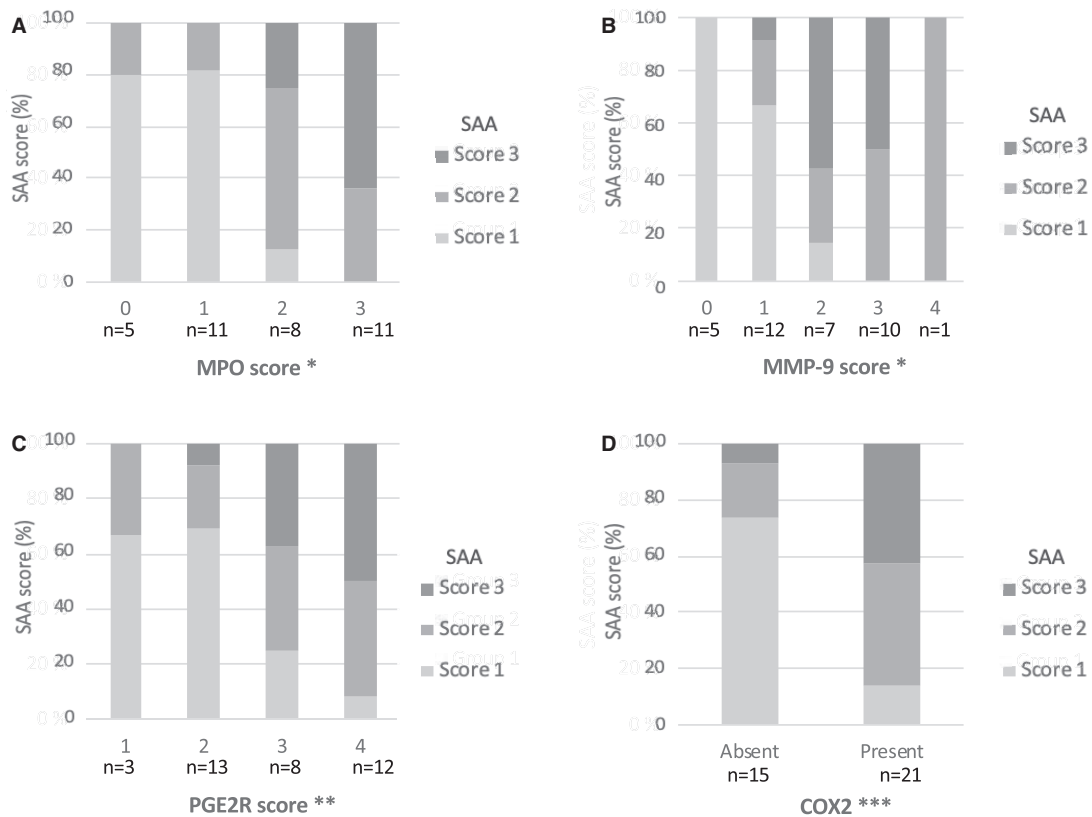 A
SAA score (%)
100
80
60
40
20
0
0 1 2 3
n=5 n=11 n=8 n=11
MPO score *
SAA
Score 3
Score 2
Score 1
B
SAA score (%)
100
80
60
40
20
0
0 1 2 3 4
n=5 n=12 n=7 n=10 n=1
MMP-9 score *
SAA
Score 3
Score 2
Score 1
C
SAA score (%)
100
80
60
40
20
0
1 2 3 4
n=3 n=13 n=8 n=12
PGE2R score **
SAA
Score 3
Score 2
Score 1
D
SAA score (%)
100
80
60
40
20
0
Absent Present
n=15 n=21
COX2 ***
SAA
Score 3
Score 2
Score 1